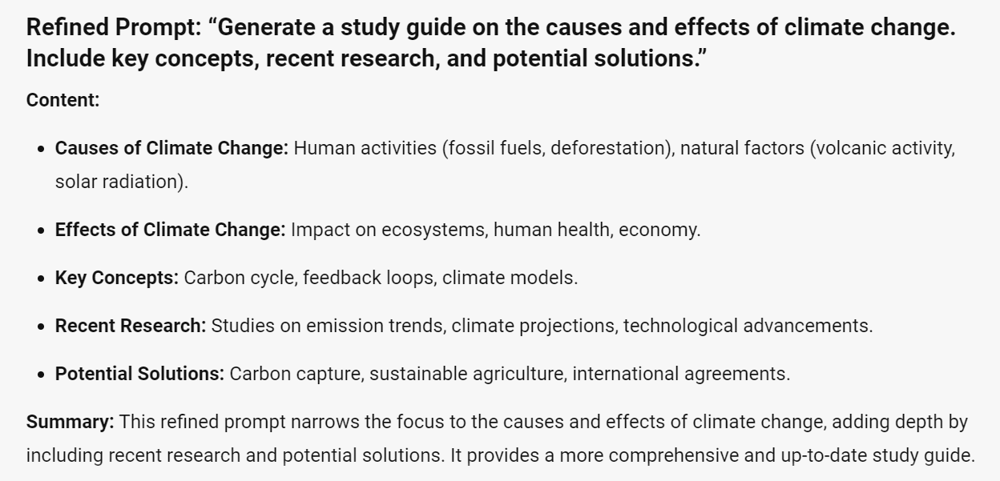 Refined Prompt: “Generate a study guide on the causes and effects of climate change.
Include key concepts, recent research, and potential solutions.”
Content:
• Causes of Climate Change: Human activities (fossil fuels, deforestation), natural factors (volcanic activity,
solar radiation).
• Effects of Climate Change: Impact on ecosystems, human health, economy.
• Key Concepts: Carbon cycle, feedback loops, climate models.
• Recent Research: Studies on emission trends, climate projections, technological advancements.
• Potential Solutions: Carbon capture, sustainable agriculture, international agreements.
Summary: This refined prompt narrows the focus to the causes and effects of climate change, adding depth by
including recent research and potential solutions. It provides a more comprehensive and up-to-date study guide.